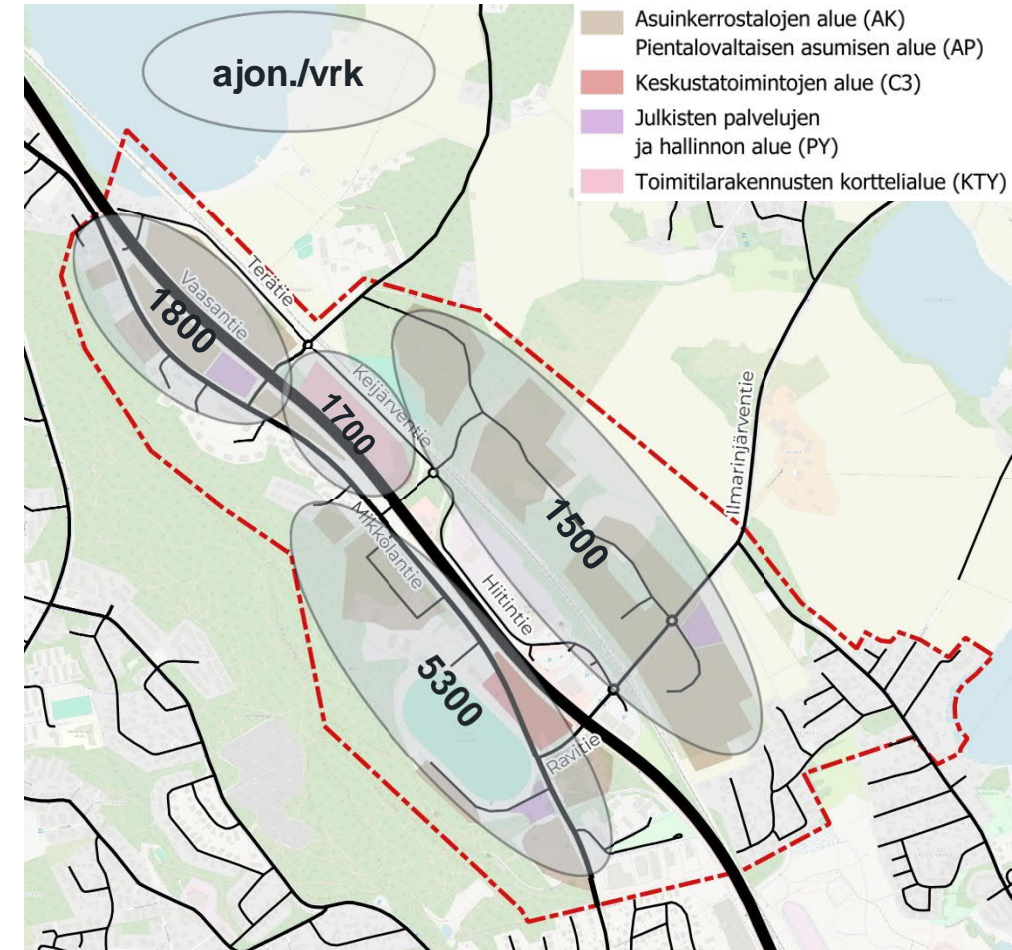 ajon./vrk
Asuinkerrostalojen alue (AK)
Pientalovaltaisen asumisen alue (AP)
Keskustatoimintojen alue (C3)
Julkisten palvelujen
ja hallinnon alue (PY)
Toimitilarakennusten korttelialue (KTY)
Terätie
Vaasantie
1800
Keijärventie
1700
Ilmarinjärventie
1500
Mikkolantie
Hiitintie
5300
Ravitie